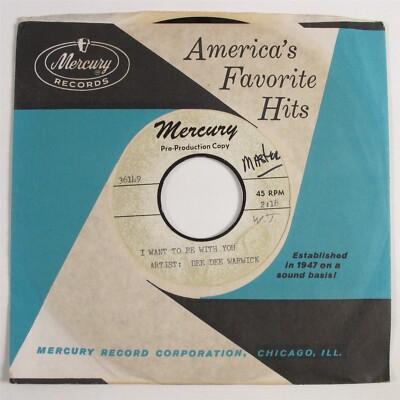 Mercury
RECORDS
America's
Favorite
Hits
Mercury
Pre-Production Copy
MASTER
36149
45 RPM
2:18
W.T
I WANT TO BE WITH YOU
ARTIST: DEE DEE WARWICK
Established
in 1947 on a
sound basis!
MERCURY RECORD CORPORATION, CHICAGO, ILL.